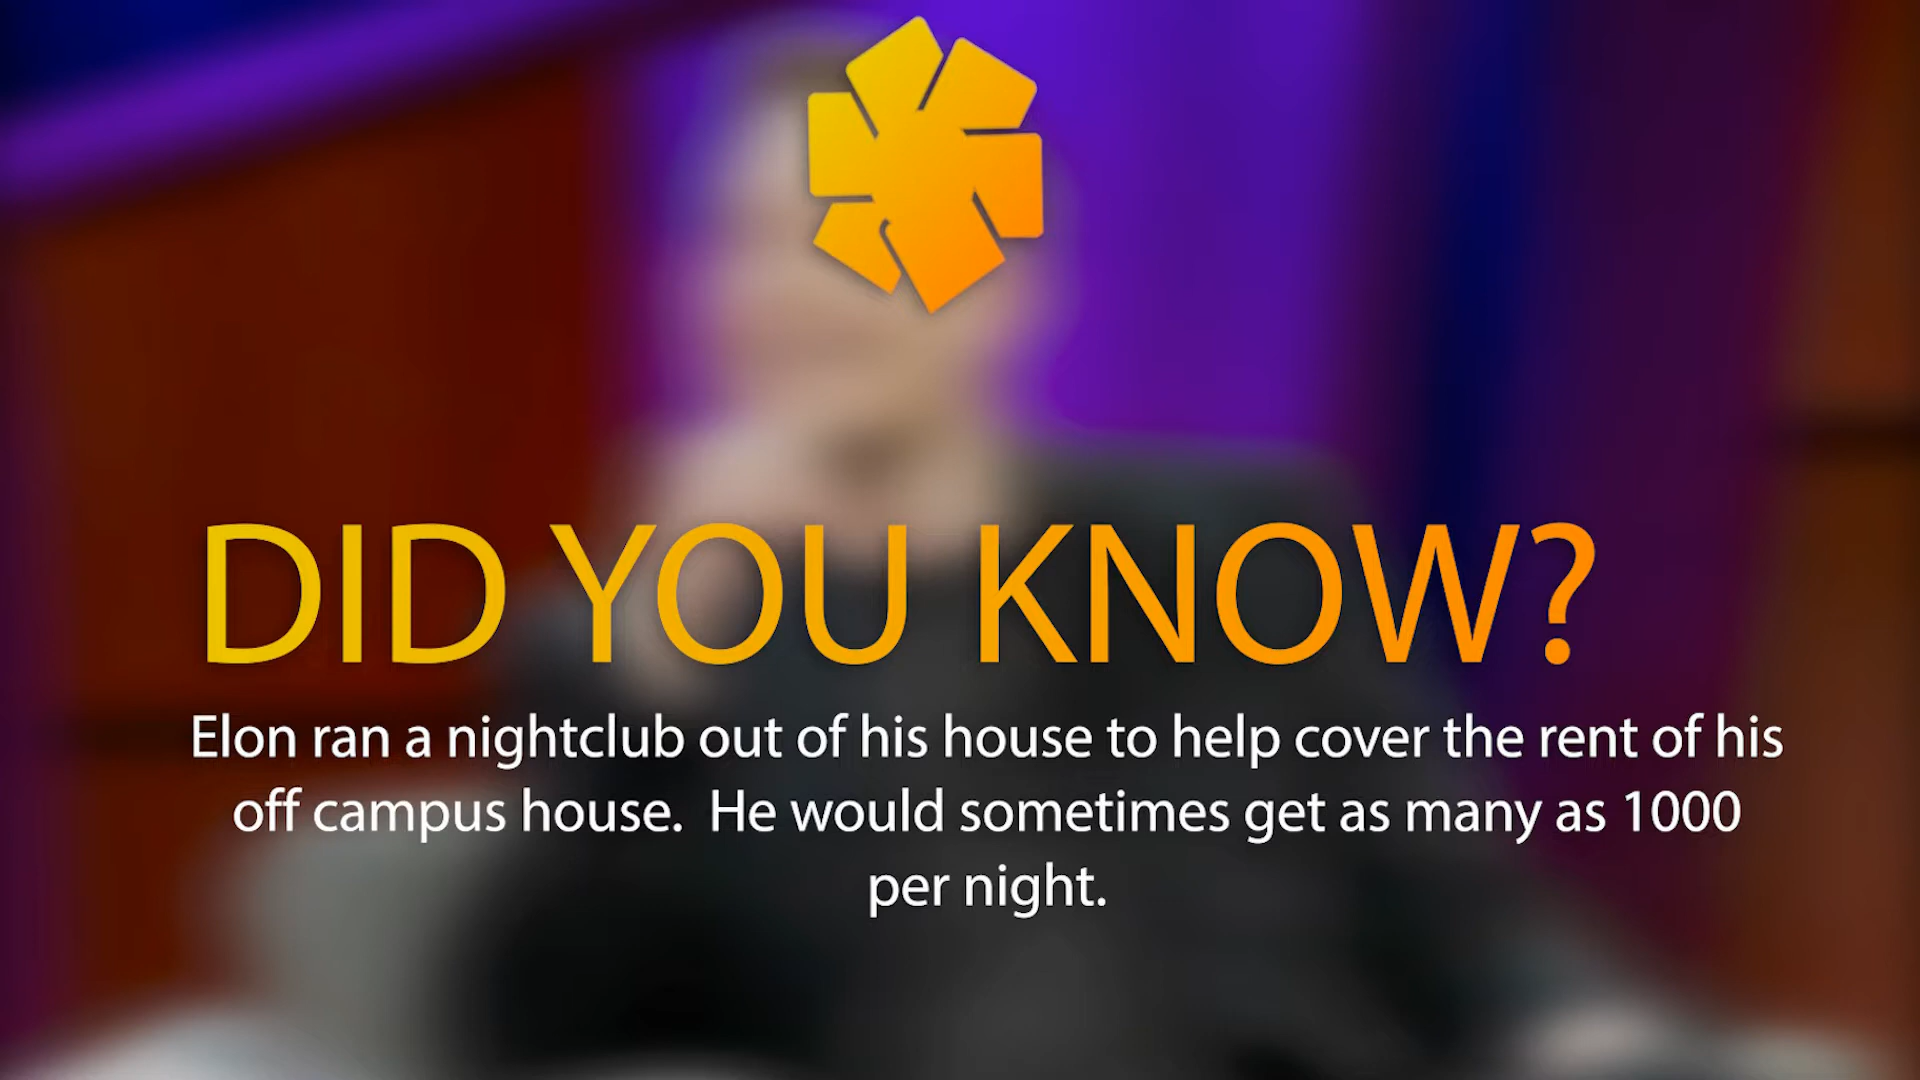 DID YOU KNOW?
Elon ran a nightclub out of his house to help cover the rent of his
off campus house.  He would sometimes get as many as 1000
per night.